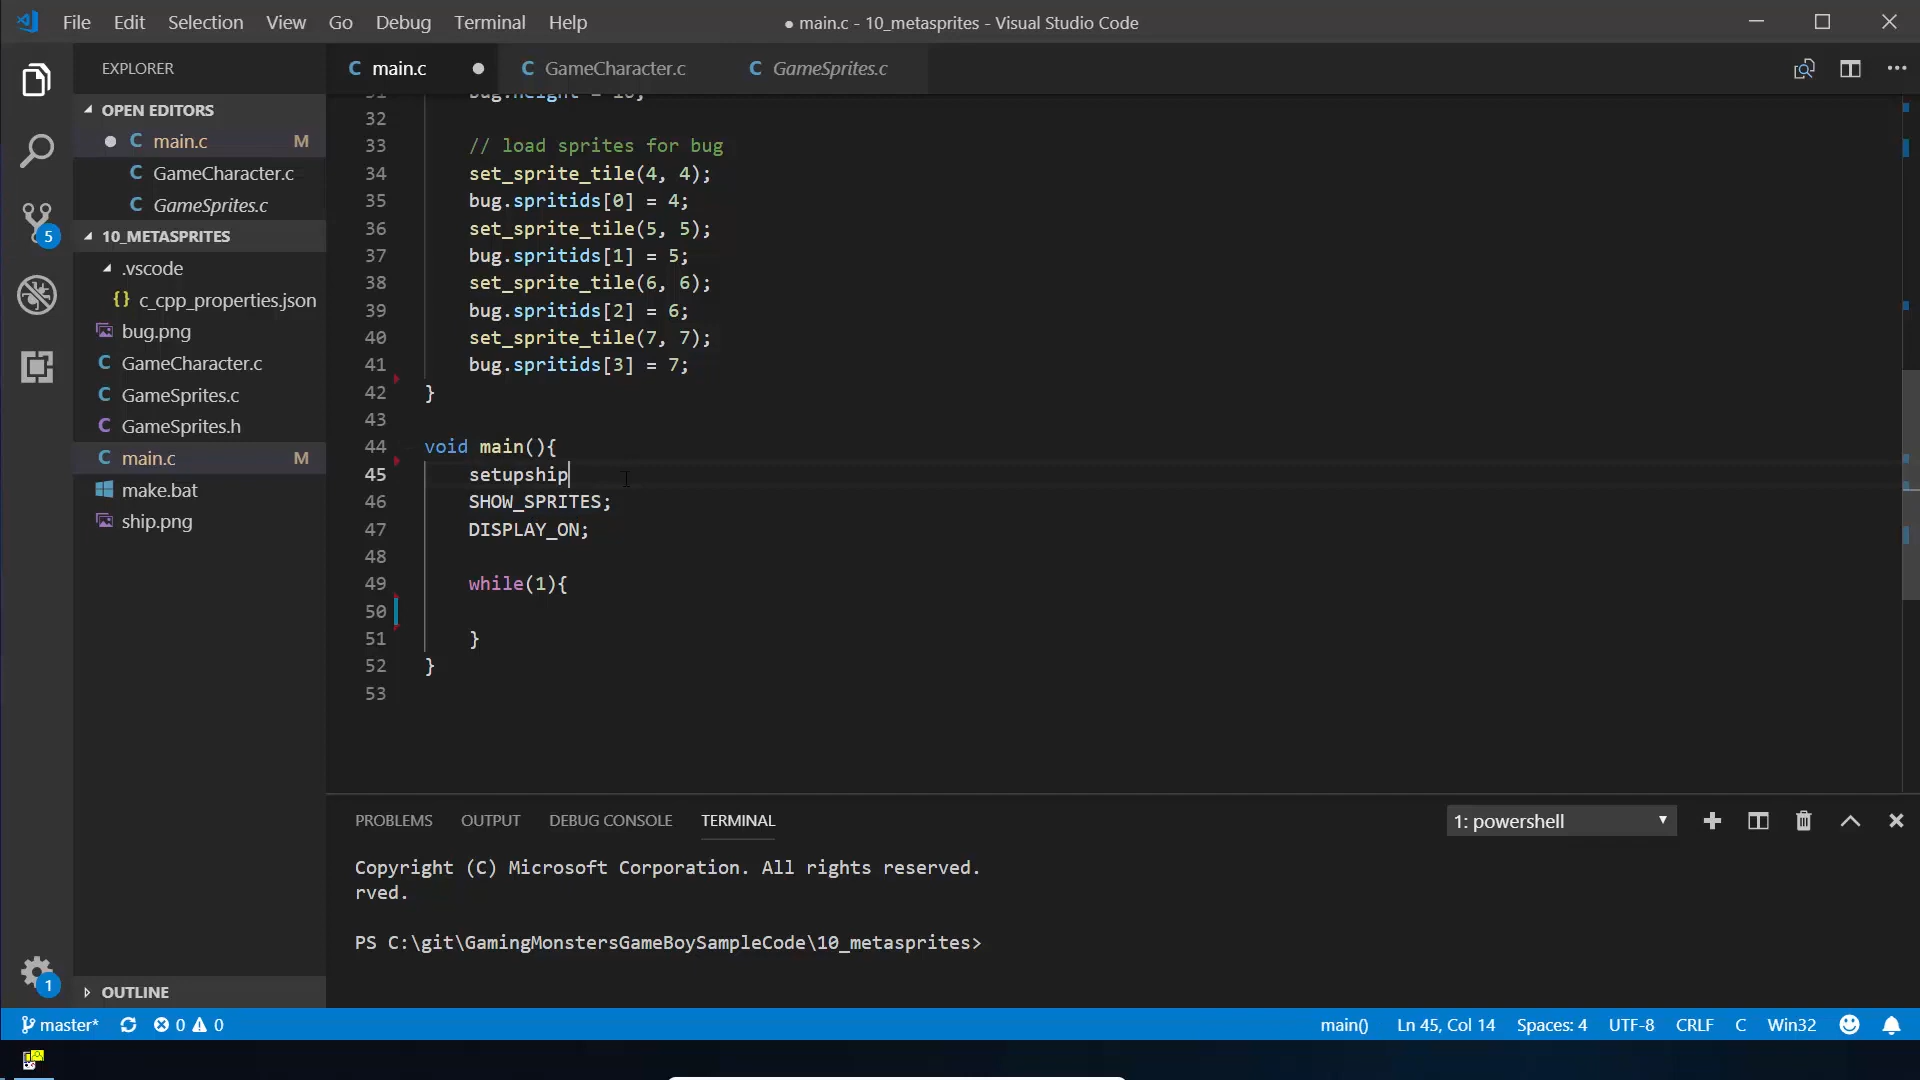 File Edit Selection View Go Debug Terminal Help
● main.c - 10_metasprites - Visual Studio Code
EXPLORER
main.c
GameCharacter.c
GameSprites.c
OPEN EDITORS
main.c M
GameCharacter.c
GameSprites.c
10_METASPRITES
.vscode
{} c_cpp_properties.json
bug.png
GameCharacter.c
GameSprites.c
GameSprites.h
main.c M
make.bat
ship.png
OUTLINE
5
1
32
33 // load sprites for bug
34 set_sprite_tile(4, 4);
35 bug.spritids[0] = 4;
36 set_sprite_tile(5, 5);
37 bug.spritids[1] = 5;
38 set_sprite_tile(6, 6);
39 bug.spritids[2] = 6;
40 set_sprite_tile(7, 7);
41 bug.spritids[3] = 7;
42 }
43
44 void main(){
45 setupship
46 SHOW_SPRITES;
47 DISPLAY_ON;
48
49 while(1){
50
51 }
52 }
53
PROBLEMS OUTPUT DEBUG CONSOLE TERMINAL
1: powershell
Copyright (C) Microsoft Corporation. All rights reserved.
rved.
PS C:\git\GamingMonstersGameBoySampleCode\10_metasprites>
master* 0 0
main() Ln 45, Col 14 Spaces: 4 UTF-8 CRLF C Win32